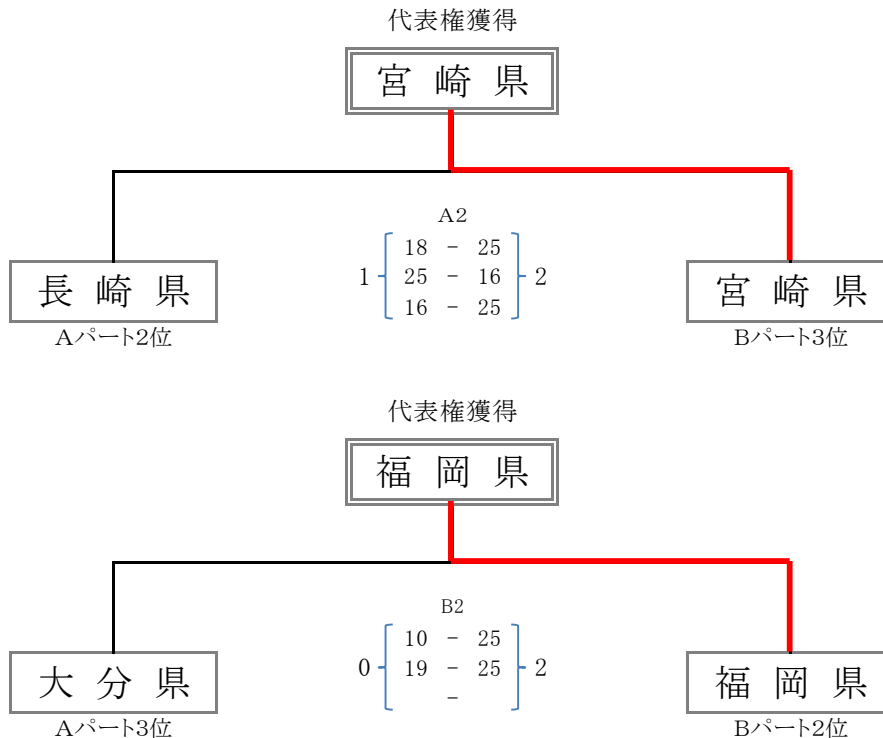 代表権獲得
宮崎県
A2
18 - 25
1 25 - 16 2
16 - 25
長崎県 宮崎県
Aパート2位 Bパート3位
代表権獲得
福岡県
B2
10 - 25
0 19 - 25 2
-
大分県 福岡県
Aパート3位 Bパート2位